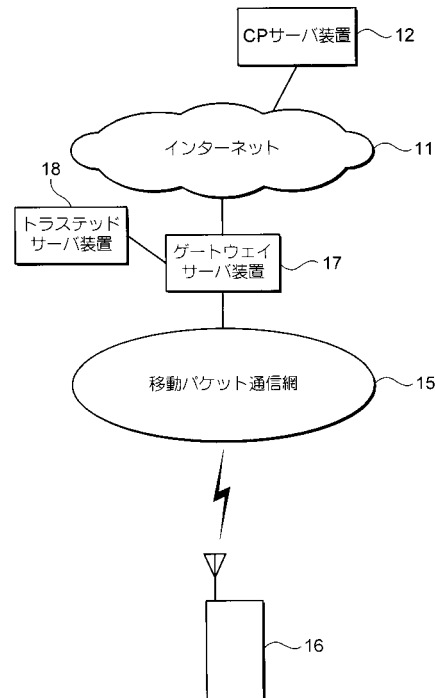 CPサーバ装置
12
インターネット
11
18
トラステッド
サーバ装置
ゲートウェイ
サーバ装置
17
移動パケット通信網
15
16